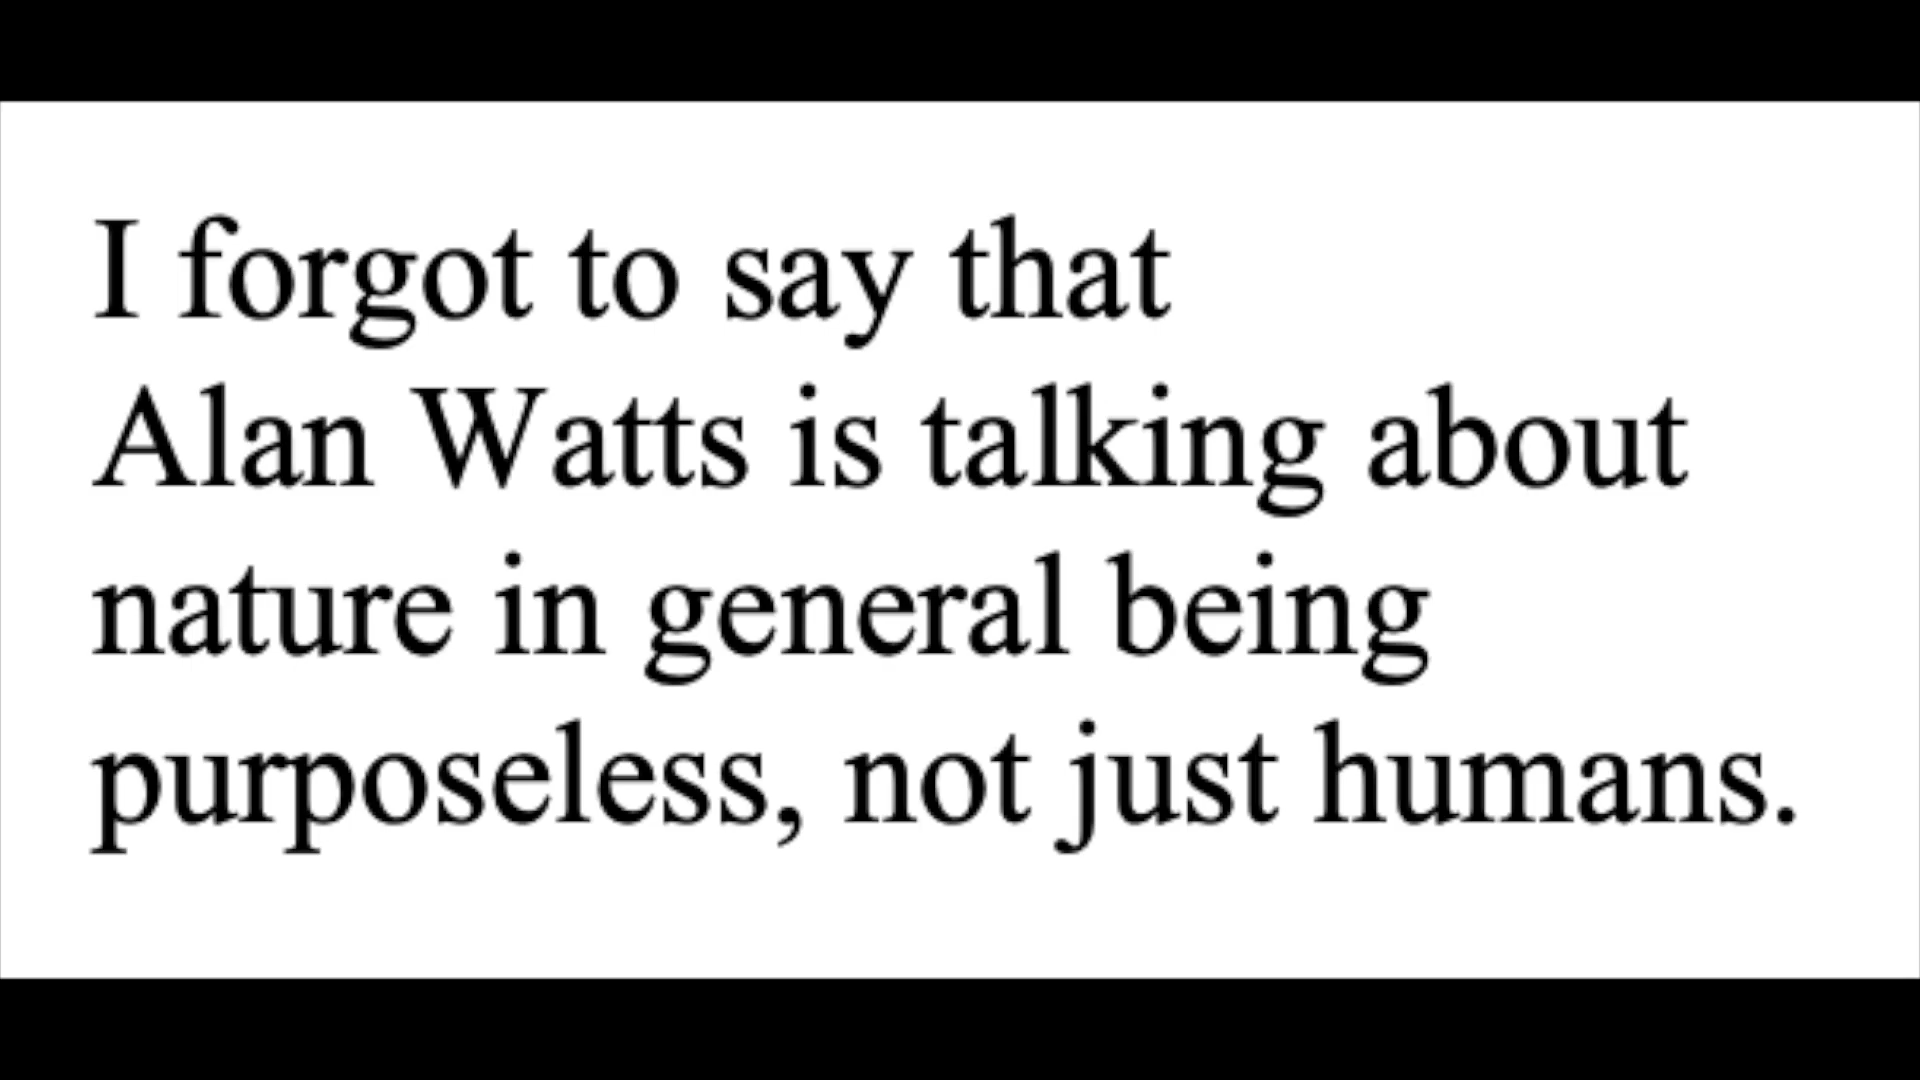 I forgot to say that
Alan Watts is talking about
nature in general being
purposeless, not just humans.